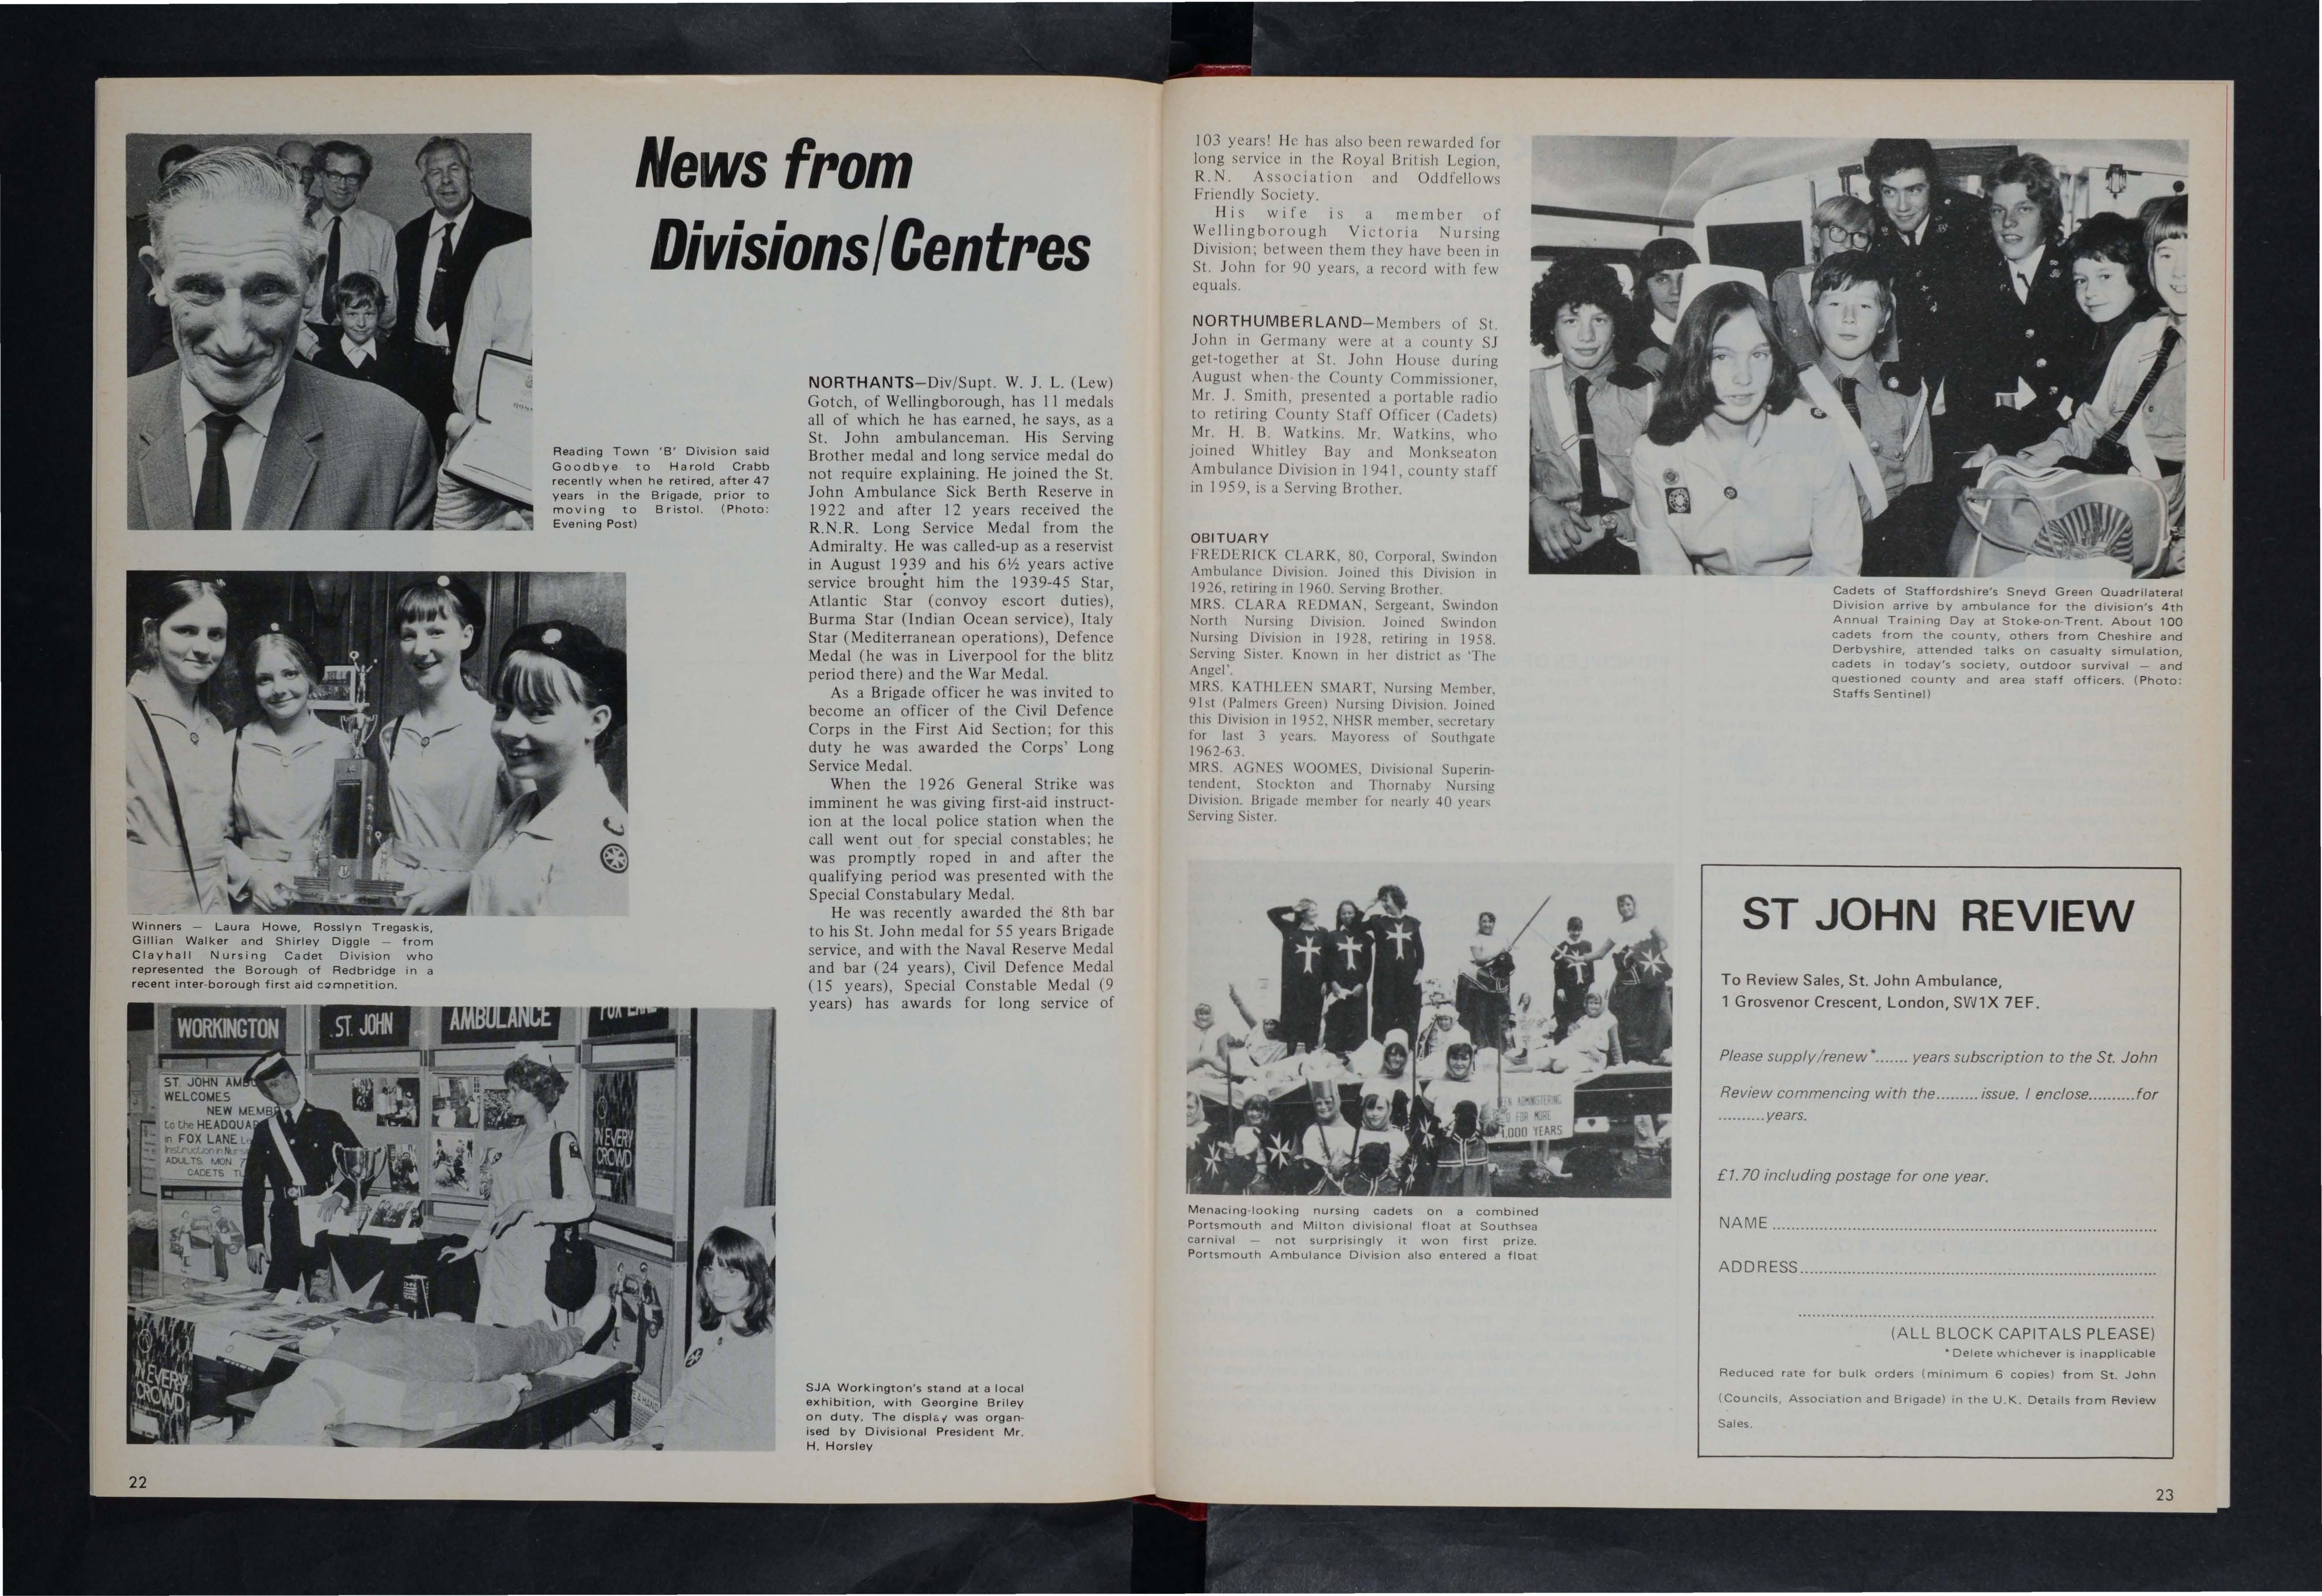 News from
Divisions/Centres
Reading Town 'B' Division said
Goodbye to Harold Crabb
recently when he retired, after 47
years in the Brigade, prior to
moving to Bristol. (Photo:
Evening Post)
Winners — Laura Howe, Rosslyn Tregaskis,
Gillian Walker and Shirley Diggle — from
Clayhall Nursing Cadet Division who
represented the Borough of Redbridge in a
recent inter-borough first aid competition.
WORKINGTON
ST. JOHN
AMBULANCE
FOX LANE
ST. JOHN AMBU
WELCOMES
NEW MEMBE
to the HEADQUAR
in FOX LANE
Instruction in Nurs
ADULTS MON 7
CADETS TU
IN EVERY
CROWD
IN EVERY
CROWD
NORTHANTS—Div/Supt. W. J. L. (Lew)
Gotch, of Wellingborough, has 11 medals
all of which he has earned, he says, as a
St. John ambulanceman. His Serving
Brother medal and long service medal do
not require explaining. He joined the St.
John Ambulance Sick Berth Reserve in
1922 and after 12 years received the
R.N.R. Long Service Medal from the
Admiralty. He was called-up as a reservist
in August 1939 and his 6½ years active
service brought him the 1939-45 Star,
Atlantic Star (convoy escort duties),
Burma Star (Indian Ocean service), Italy
Star (Mediterranean operations), Defence
Medal (he was in Liverpool for the blitz
period there) and the War Medal.
As a Brigade officer he was invited to
become an officer of the Civil Defence
Corps in the First Aid Section; for this
duty he was awarded the Corps' Long
Service Medal.
When the 1926 General Strike was
imminent he was giving first-aid instruct-
ion at the local police station when the
call went out for special constables; he
was promptly roped in and after the
qualifying period was presented with the
Special Constabulary Medal.
He was recently awarded the 8th bar
to his St. John medal for 55 years Brigade
service, and with the Naval Reserve Medal
and bar (24 years), Civil Defence Medal
(15 years), Special Constable Medal (9
years) has awards for long service of
SJA Workington's stand at a local
exhibition, with Georgine Briley
on duty. The display was organ-
ised by Divisional President Mr.
H. Horsley
22
103 years! He has also been rewarded for
long service in the Royal British Legion,
R.N. Association and Oddfellows
Friendly Society.
His wife is a member of
Wellingborough Victoria Nursing
Division; between them they have been in
St. John for 90 years, a record with few
equals.
NORTHUMBERLAND—Members of St.
John in Germany were at a county SJ
get-together at St. John House during
August when the County Commissioner,
Mr. J. Smith, presented a portable radio
to retiring County Staff Officer (Cadets)
Mr. H. B. Watkins. Mr. Watkins, who
joined Whitley Bay and Monkseaton
Ambulance Division in 1941, county staff
in 1959, is a Serving Brother.
OBITUARY
FREDERICK CLARK, 80, Corporal, Swindon
Ambulance Division. Joined this Division in
1926, retiring in 1960. Serving Brother.
MRS. CLARA REDMAN, Sergeant, Swindon
North Nursing Division. Joined Swindon
Nursing Division in 1928, retiring in 1958.
Serving Sister. Known in her district as 'The
Angel'.
MRS. KATHLEEN SMART, Nursing Member,
91st (Palmers Green) Nursing Division. Joined
this Division in 1952, NHSR member, secretary
for last 3 years. Mayoress of Southgate
1962-63.
MRS. AGNES WOOMES, Divisional Superin-
tendent, Stockton and Thornaby Nursing
Division. Brigade member for nearly 40 years
Serving Sister.
Cadets of Staffordshire's Sneyd Green Quadrilateral
Division arrive by ambulance for the division's 4th
Annual Training Day at Stoke-on-Trent. About 100
cadets from the county, others from Cheshire and
Derbyshire, attended talks on casualty simulation,
cadets in today's society, outdoor survival — and
questioned county and area staff officers. (Photo:
Staffs Sentinel)
EN ADMINISTERING
FOR MORE
1,000 YEARS
Menacing-looking nursing cadets on a combined
Portsmouth and Milton divisional float at Southsea
carnival — not surprisingly it won first prize.
Portsmouth Ambulance Division also entered a float
ST JOHN REVIEW
To Review Sales, St. John Ambulance,
1 Grosvenor Crescent, London, SW1X 7EF.
Please supply/renew*....... years subscription to the St. John
Review commencing with the......... issue. I enclose..........for
..........years.
£1.70 including postage for one year.
NAME
ADDRESS
(ALL BLOCK CAPITALS PLEASE)
*Delete whichever is inapplicable
Reduced rate for bulk orders (minimum 6 copies) from St. John
(Councils, Association and Brigade) in the U.K. Details from Review
Sales.
23